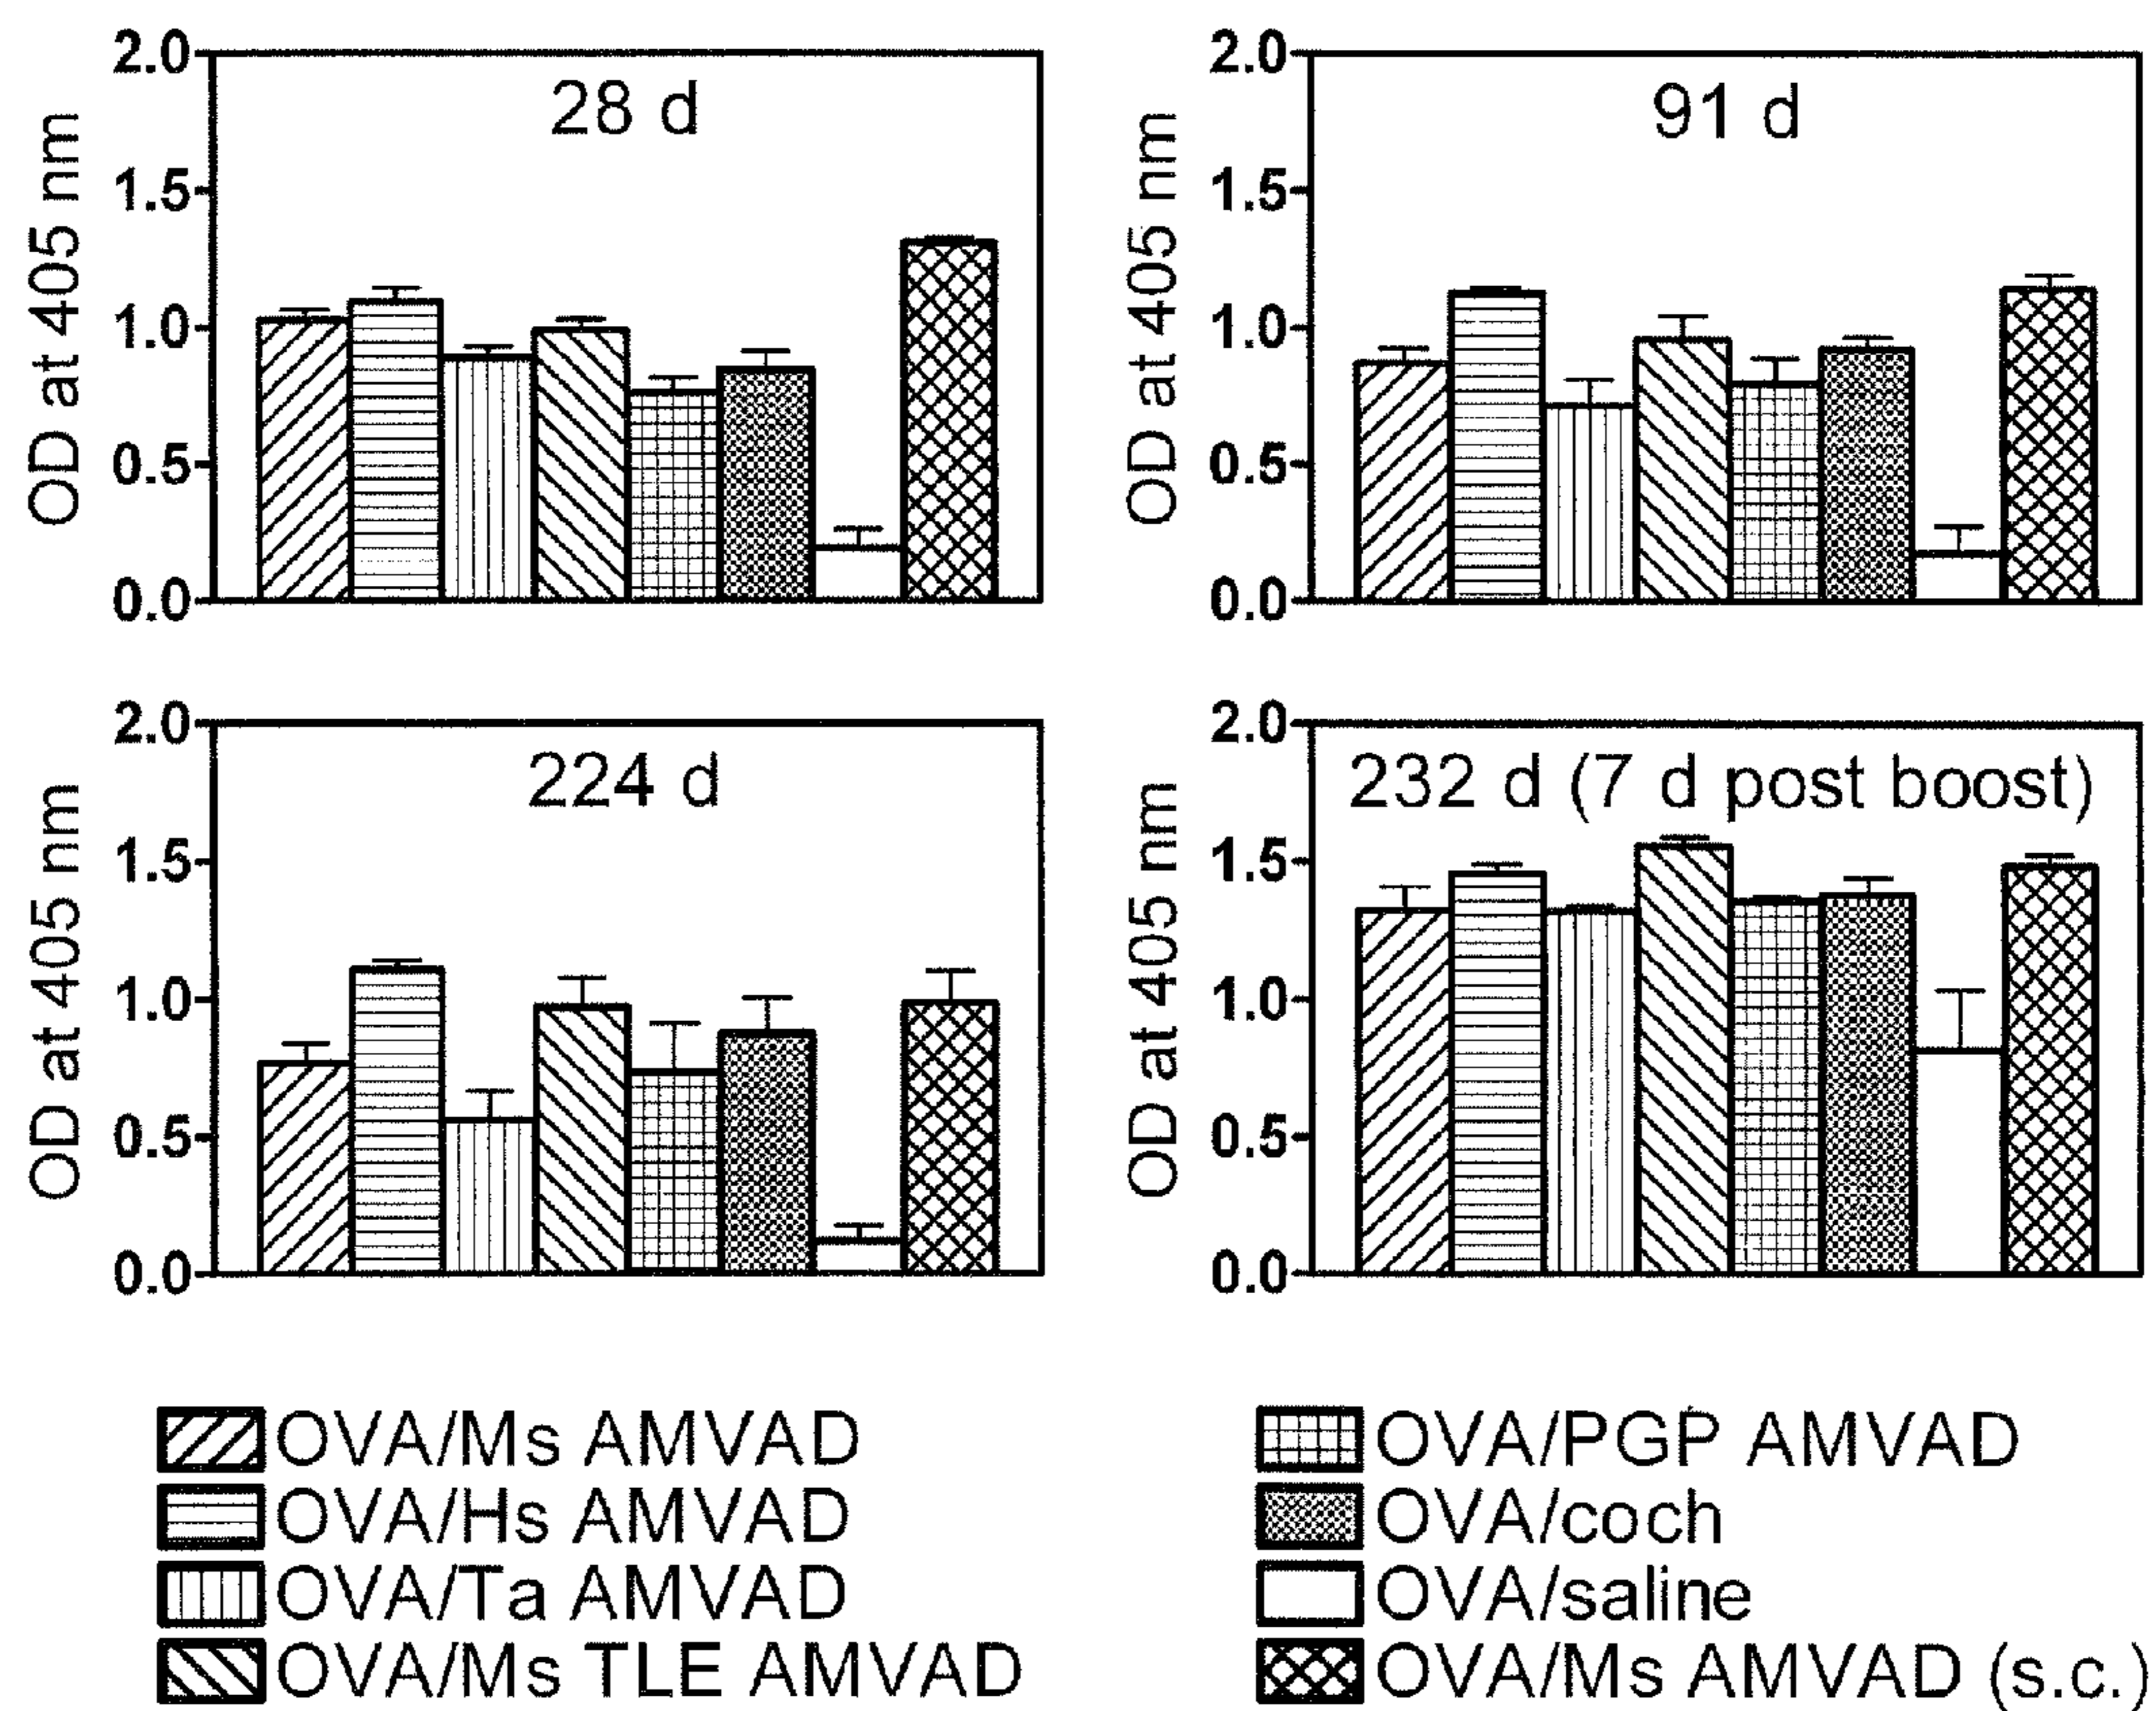 28 d
OD at 405 nm
2.0
1.5
1.0
0.5
0.0
91 d
OD at 405 nm
2.0
1.5
1.0
0.5
0.0
224 d
OD at 405 nm
2.0
1.5
1.0
0.5
0.0
232 d (7 d post boost)
OD at 405 nm
2.0
1.5
1.0
0.5
0.0
OVA/Ms AMVAD
OVA/Hs AMVAD
OVA/Ta AMVAD
OVA/Ms TLE AMVAD
OVA/PGP AMVAD
OVA/coch
OVA/saline
OVA/Ms AMVAD (s.c.)